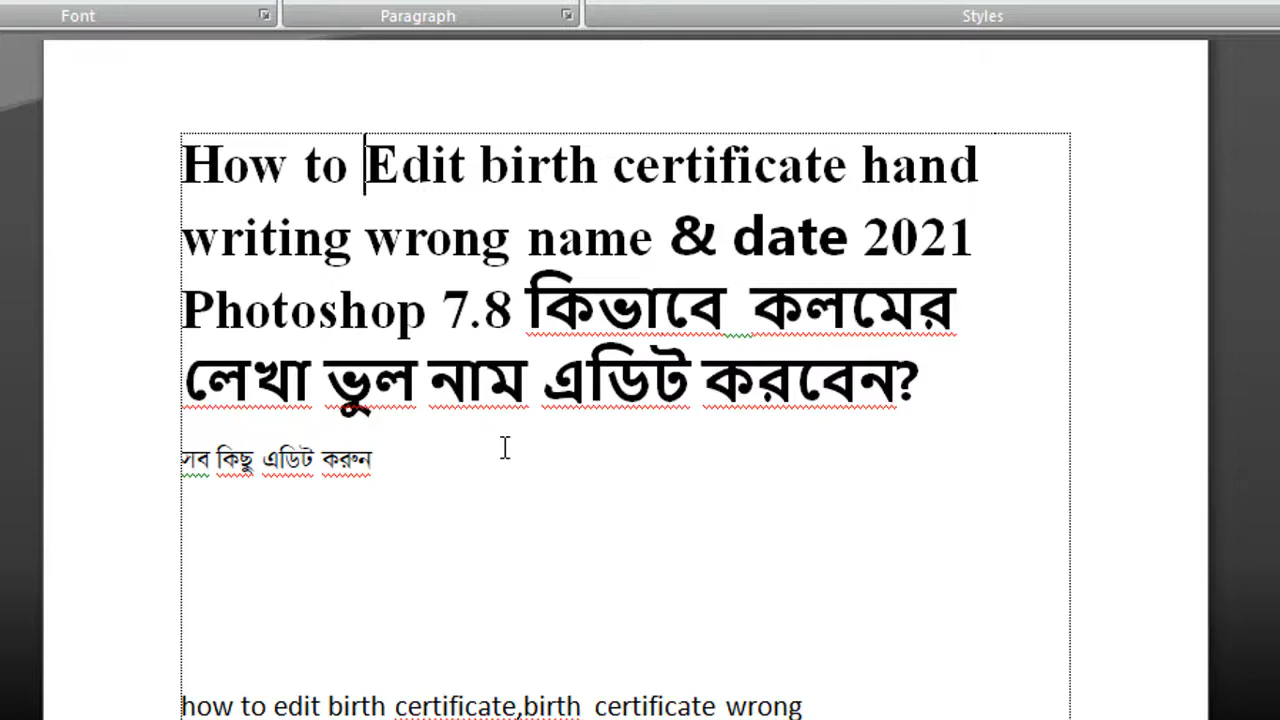 Font Paragraph Styles
How to Edit birth certificate hand
writing wrong name & date 2021
Photoshop 7.8 কিভাবে কলমের
লেখা ভুল নাম এডিট করবেন?
সব কিছু এডিট করুন
how to edit birth certificate,birth certificate wrong